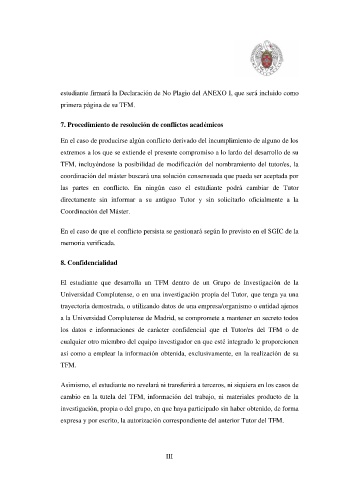 estudiante firmará la Declaración de No Plagio del ANEXO I, que será incluido como
primera página de su TFM.
7. Procedimiento de resolución de conflictos académicos
En el caso de producirse algún conflicto derivado del incumplimiento de alguno de los
extremos a los que se extiende el presente compromiso a lo largo del desarrollo de su
TFM, incluyéndose la posibilidad de modificación del nombramiento del tutor/es, la
coordinación del máster buscará una solución consensuada que pueda ser aceptada por
las partes en conflicto. En ningún caso el estudiante podrá cambiar de Tutor
directamente sin informar a su antiguo Tutor y sin solicitarlo oficialmente a la
Coordinación del Máster.
En el caso de que el conflicto persista se gestionará según lo previsto en el SGIC de la
memoria verificada.
8. Confidencialidad
El estudiante que desarrolla un TFM dentro de un Grupo de Investigación de la
Universidad Complutense, o en una investigación propia del Tutor, que tenga ya una
trayectoria demostrada, o utilizando datos de una empresa/organismo o entidad ajenos
a la Universidad Complutense de Madrid, se compromete a mantener en secreto todos
los datos e informaciones de carácter confidencial que el Tutor/es del TFM o de
cualquier otro miembro del equipo investigador en que esté integrado le proporcionen
así como a emplear la información obtenida, exclusivamente, en la realización de su
TFM.
Asimismo, el estudiante no revelará ni transferirá a terceros, ni siquiera en los casos de
cambio en la tutela del TFM, información del trabajo, ni materiales producto de la
investigación, propia o del grupo, en que haya participado sin haber obtenido, de forma
expresa y por escrito, la autorización correspondiente del anterior Tutor del TFM.
III